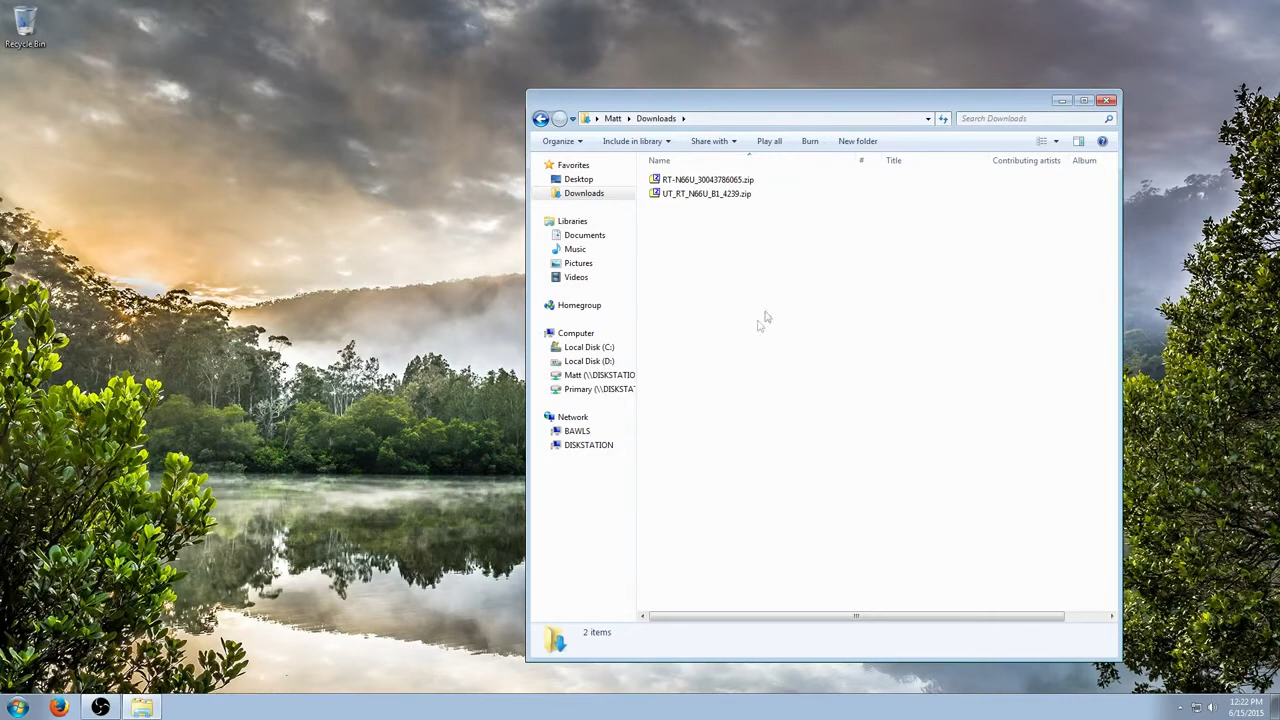 Recycle Bin
Matt Downloads
Search Downloads
Organize Include in library Share with Play all Burn New folder
Name # Title Contributing artists Album
Favorites
Desktop
Downloads
Libraries
Documents
Music
Pictures
Videos
Homegroup
Computer
Local Disk (C:)
Local Disk (D:)
Matt (\\DISKSTATIO
Primary (\\DISKSTA
Network
BAWLS
DISKSTATION
RT-N66U_30043786065.zip
UT_RT_N66U_B1_4239.zip
2 items
12:22 PM
6/15/2015